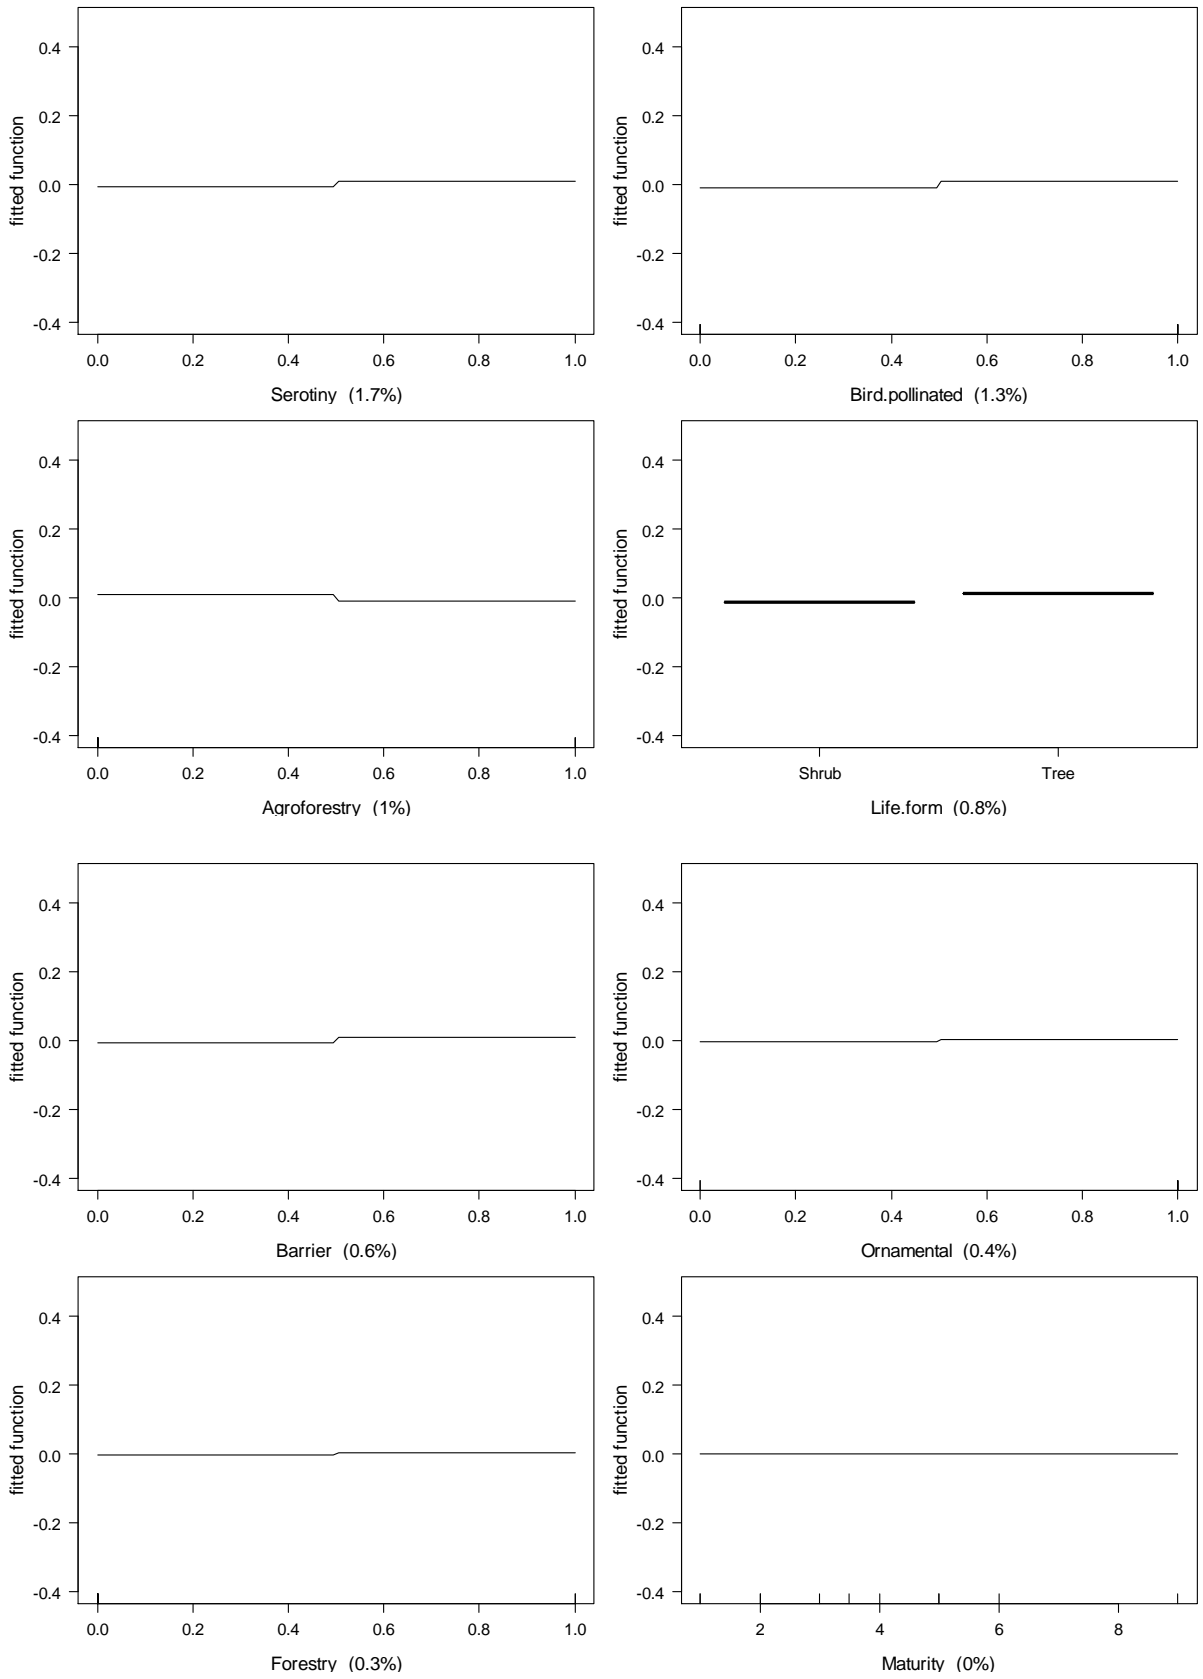 0.4
0.2
fitted function
0.0
-0.2
-0.4
0.0 0.2 0.4 0.6 0.8 1.0
Serotiny (1.7%)
0.4
0.2
fitted function
0.0
-0.2
-0.4
0.0 0.2 0.4 0.6 0.8 1.0
Bird.pollinated (1.3%)
0.4
0.2
fitted function
0.0
-0.2
-0.4
0.0 0.2 0.4 0.6 0.8 1.0
Agroforestry (1%)
0.4
0.2
fitted function
0.0
-0.2
-0.4
Shrub Tree
Life.form (0.8%)
0.4
0.2
fitted function
0.0
-0.2
-0.4
0.0 0.2 0.4 0.6 0.8 1.0
Barrier (0.6%)
0.4
0.2
fitted function
0.0
-0.2
-0.4
0.0 0.2 0.4 0.6 0.8 1.0
Ornamental (0.4%)
0.4
0.2
fitted function
0.0
-0.2
-0.4
0.0 0.2 0.4 0.6 0.8 1.0
Forestry (0.3%)
0.4
0.2
fitted function
0.0
-0.2
-0.4
2 4 6 8
Maturity (0%)